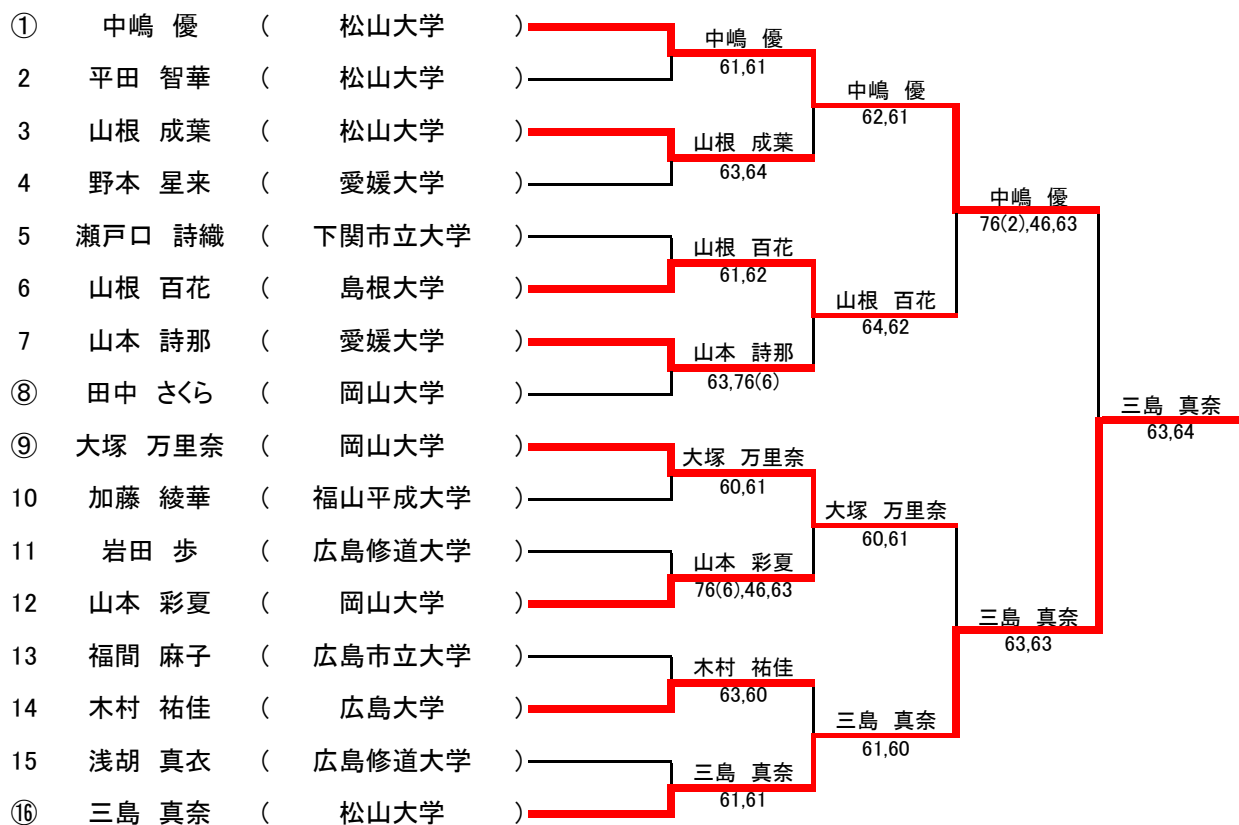 ① 中嶋 優 ( 松山大学 )
2 平田 智華 ( 松山大学 )
3 山根 成葉 ( 松山大学 )
4 野本 星来 ( 愛媛大学 )
5 瀬戸口 詩織 ( 下関市立大学 )
6 山根 百花 ( 島根大学 )
7 山本 詩那 ( 愛媛大学 )
⑧ 田中 さくら ( 岡山大学 )
⑨ 大塚 万里奈 ( 岡山大学 )
10 加藤 綾華 ( 福山平成大学 )
11 岩田 歩 ( 広島修道大学 )
12 山本 彩夏 ( 岡山大学 )
13 福間 麻子 ( 広島市立大学 )
14 木村 祐佳 ( 広島大学 )
15 浅胡 真衣 ( 広島修道大学 )
⑯ 三島 真奈 ( 松山大学 )
中嶋 優
61,61
山根 成葉
63,64
山根 百花
61,62
山本 詩那
63,76(6)
大塚 万里奈
60,61
山本 彩夏
76(6),46,63
木村 祐佳
63,60
三島 真奈
61,61
中嶋 優
62,61
山根 百花
64,62
大塚 万里奈
60,61
三島 真奈
61,60
中嶋 優
76(2),46,63
三島 真奈
63,63
三島 真奈
63,64